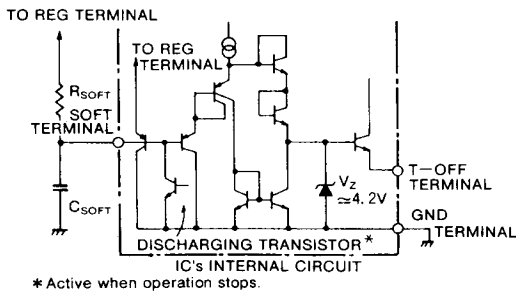 TO REG TERMINAL
TO REG
TERMINAL
RSOFT
SOFT
TERMINAL
CSOFT
VZ
≃4.2V
T−OFF
TERMINAL
GND
TERMINAL
DISCHARGING TRANSISTOR*
IC's INTERNAL CIRCUIT
*Active when operation stops.